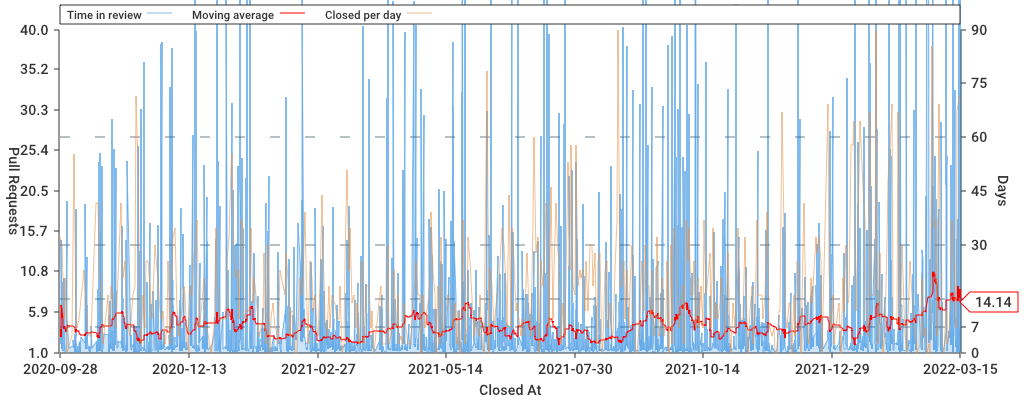 Time in review Moving average Closed per day
40.0 90
35.2 75
30.3
25.4 60
20.5 45
15.7 30
10.8
14.14
5.9 7
1.0 0
Pull Requests
Days
2020-09-28 2020-12-13 2021-02-27 2021-05-14 2021-07-30 2021-10-14 2021-12-29 2022-03-15
Closed At